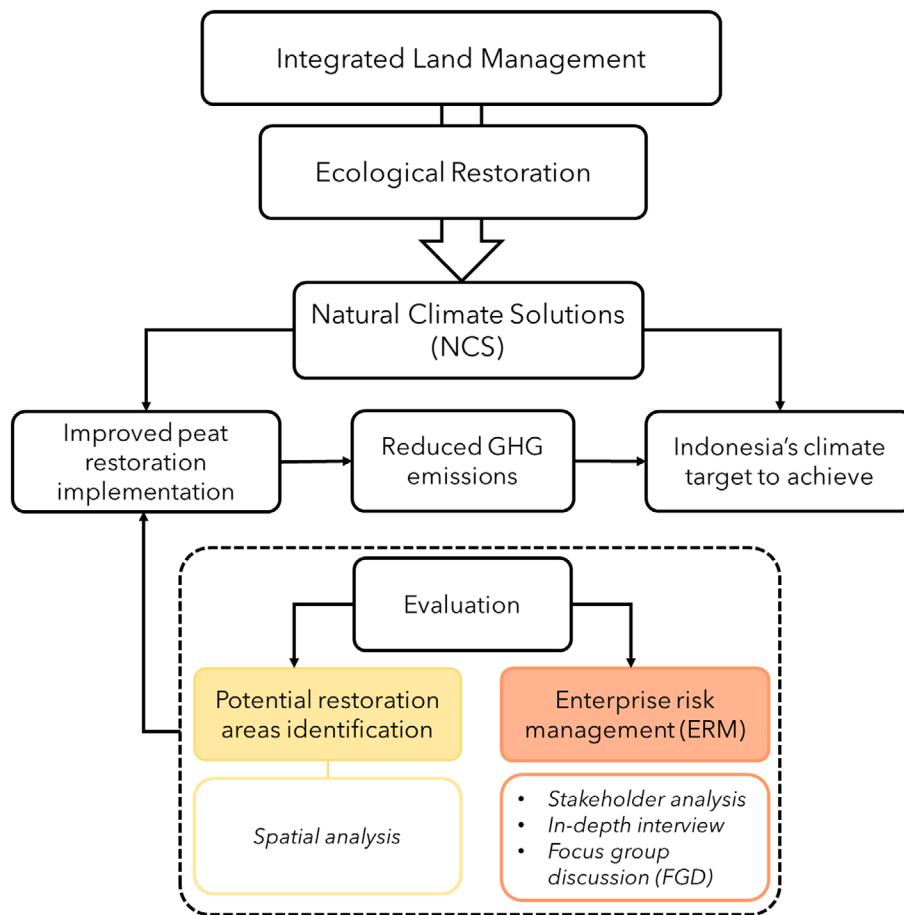 Integrated Land Management
Ecological Restoration
Natural Climate Solutions
(NCS)
Improved peat
restoration
implementation
Reduced GHG
emissions
Indonesia's climate
target to achieve
Evaluation
Potential restoration
areas identification
Enterprise risk
management (ERM)
Spatial analysis
• Stakeholder analysis
• In-depth interview
• Focus group
discussion (FGD)